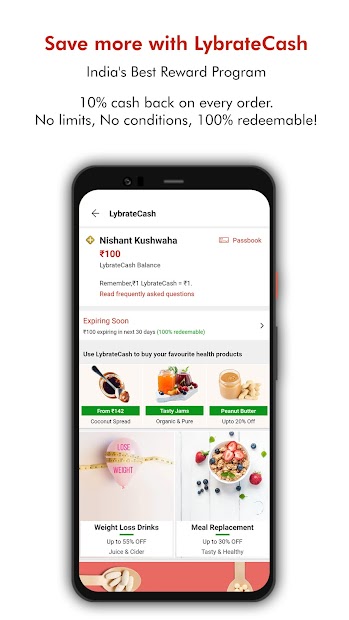 Save more with LybrateCash
India's Best Reward Program
10% cash back on every order.
No limits, No conditions, 100% redeemable!
LybrateCash
Nishant Kushwaha
Passbook
₹100
LybrateCash Balance
Remember,₹1 LybrateCash = ₹1.
Read frequently asked questions
Expiring Soon
₹100 expiring in next 30 days (100% redeemable)
Use LybrateCash to buy your favourite health products
From ₹142
Tasty Jams
Peanut Butter
Coconut Spread
Organic & Pure
Upto 20% Off
LOSE
WEIGHT
Weight Loss Drinks
Meal Replacement
Up to 55% OFF
Up to 30% OFF
Juice & Cider
Tasty & Healthy